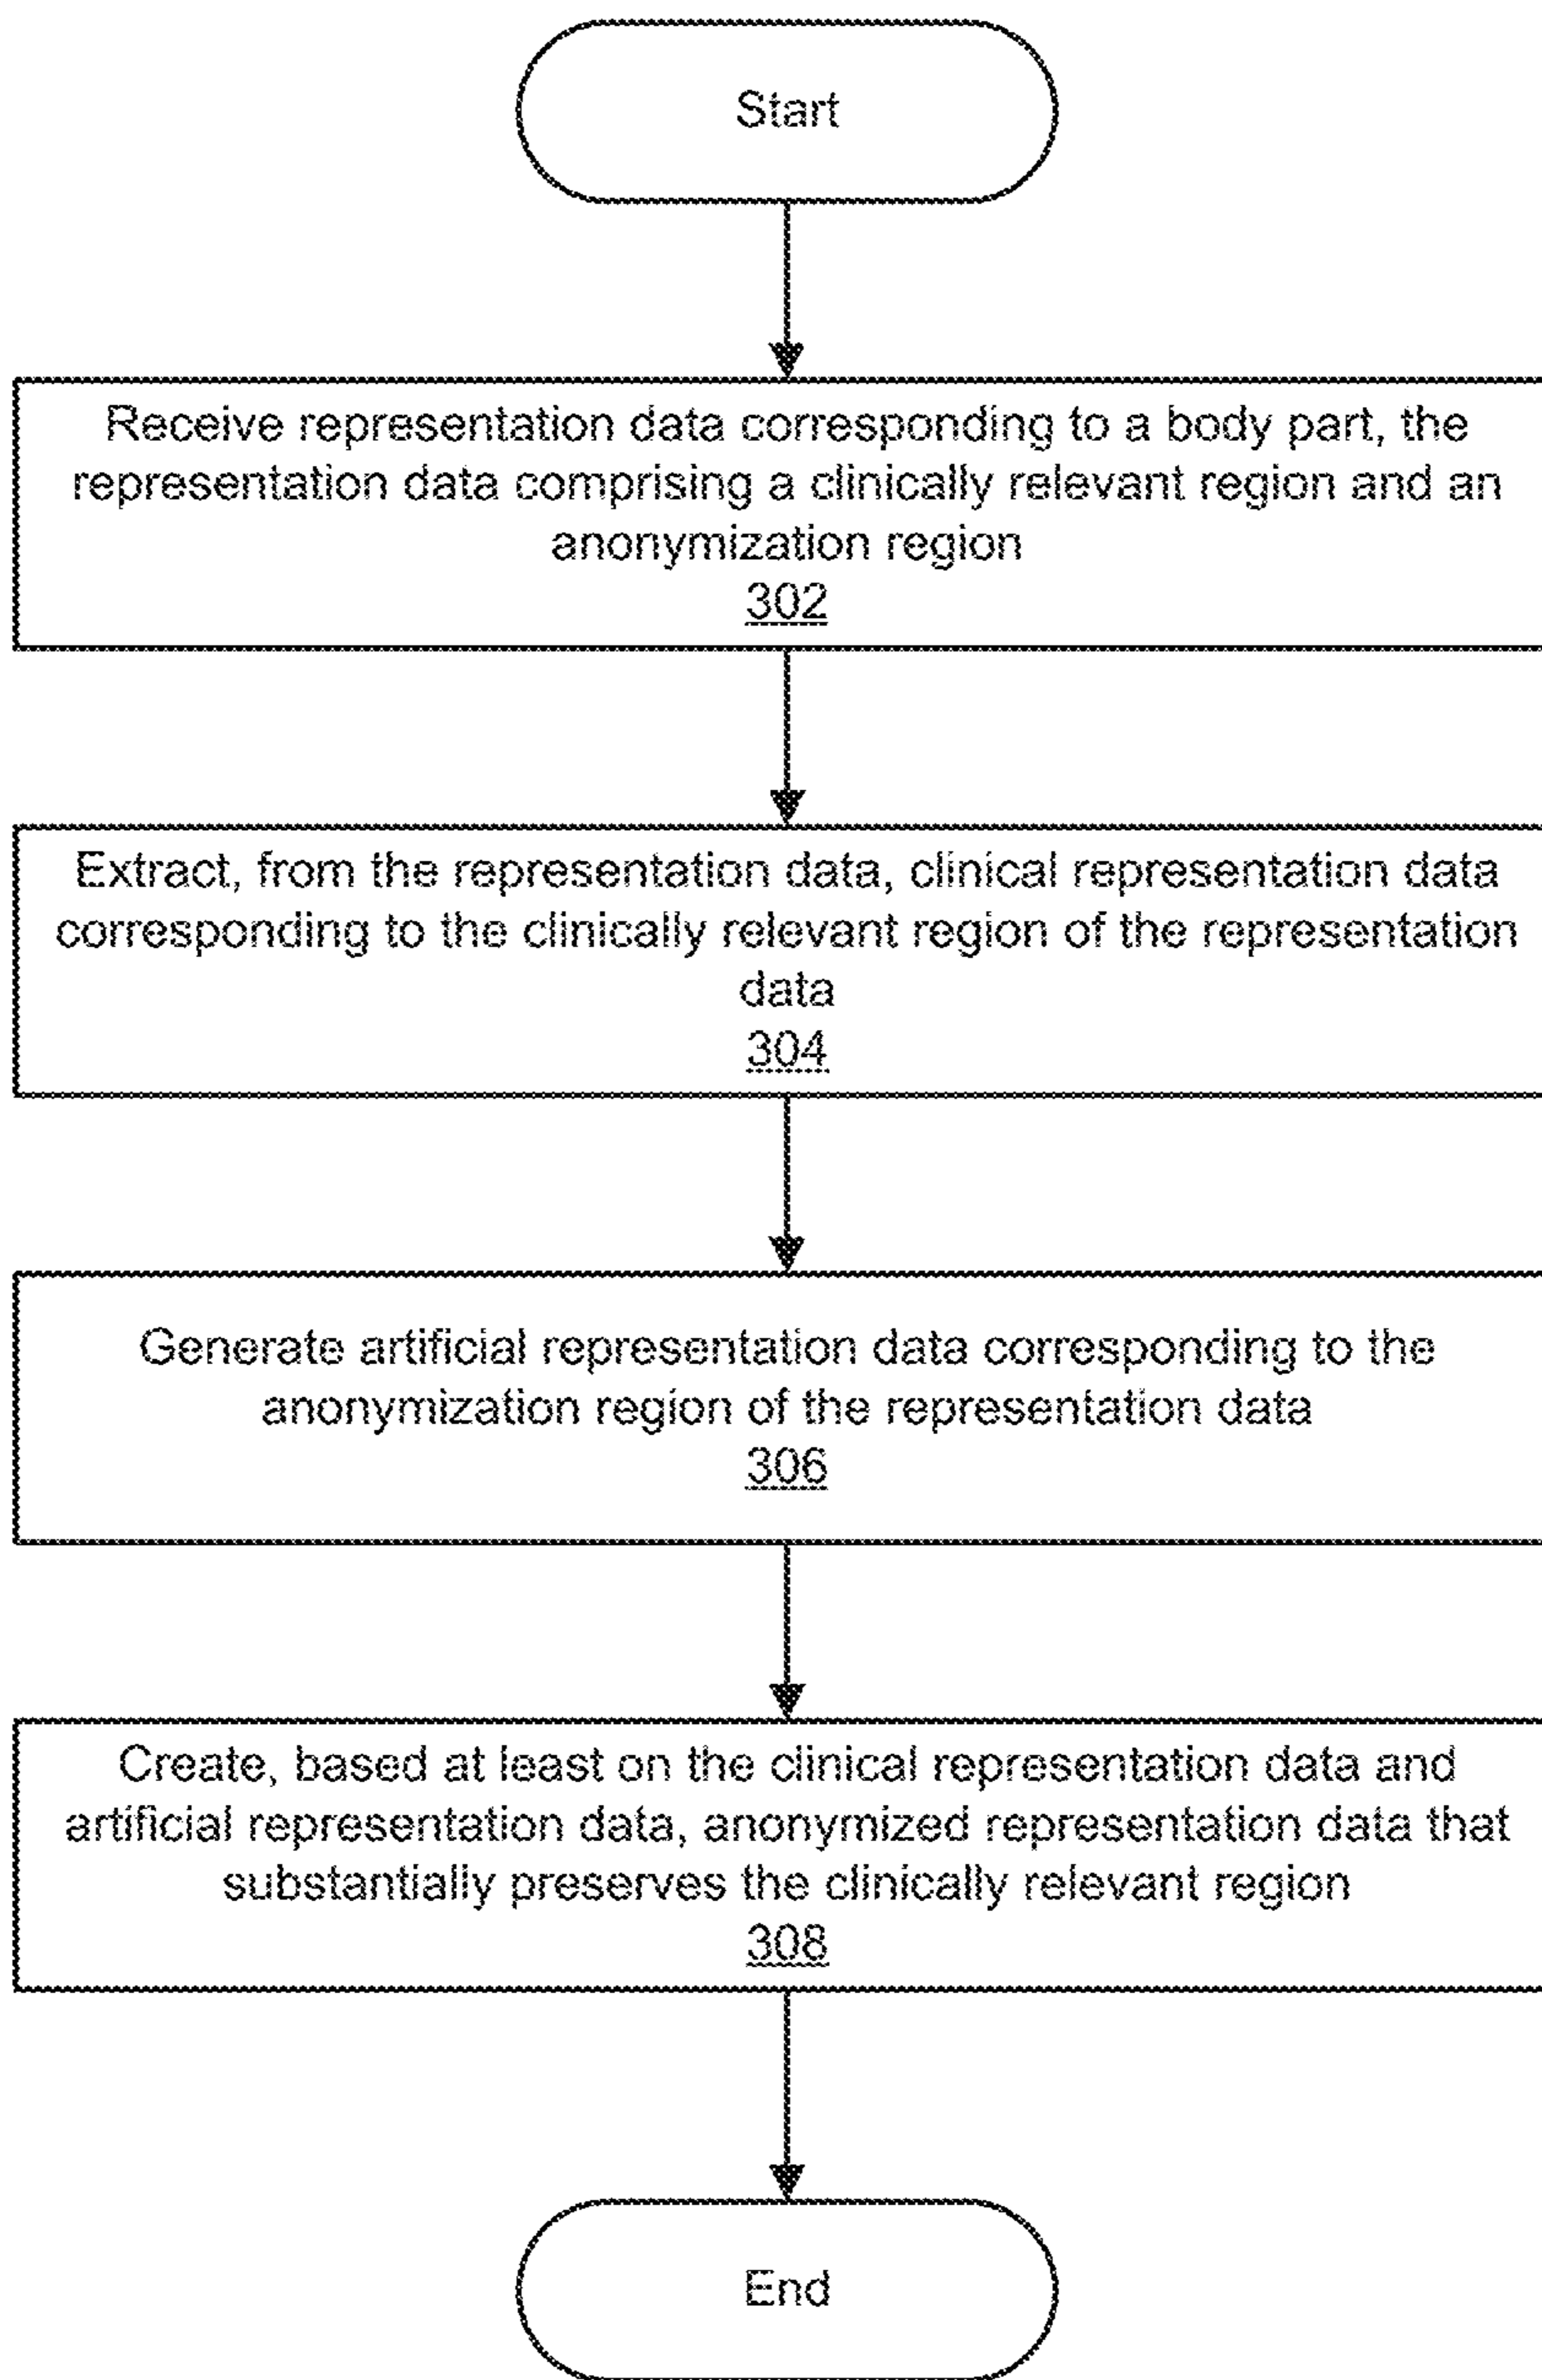 Start
Receive representation data corresponding to a body part, the
representation data comprising a clinically relevant region and an
anonymization region
302
Extract, from the representation data, clinical representation data
corresponding to the clinically relevant region of the representation
data
304
Generate artificial representation data corresponding to the
anonymization region of the representation data
306
Create, based at least on the clinical representation data and
artificial representation data, anonymized representation data that
substantially preserves the clinically relevant region
308
End